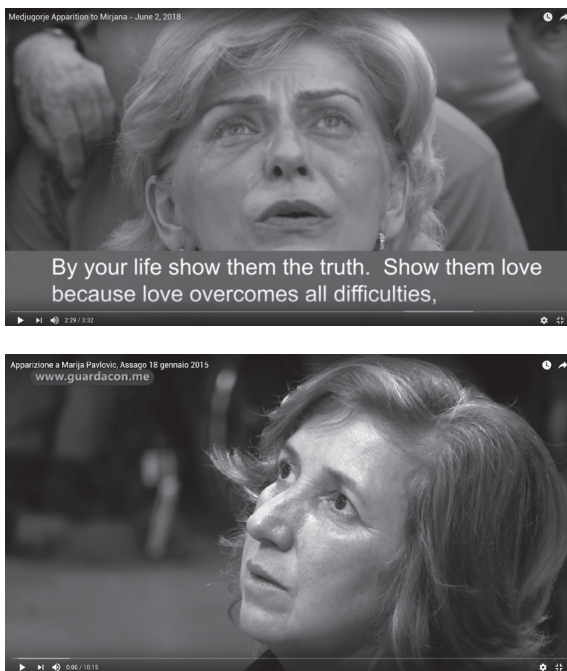 Medjugorje Apparition to Mirjana - June 2, 2018
By your life show them the truth.  Show them love
because love overcomes all difficulties,
2:29 / 3:32
Apparizione a Marija Pavlovic, Assago 18 gennaio 2015
www.guardacon.me
0:06 / 10:15